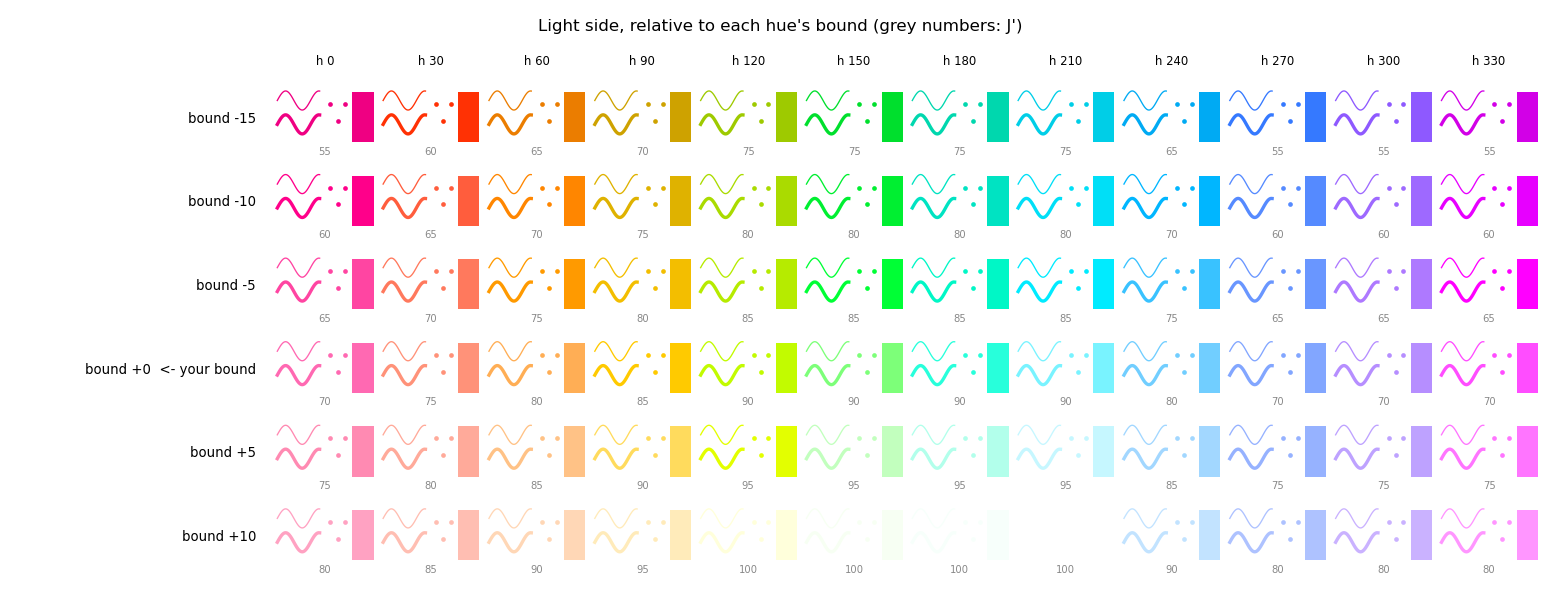 Light side, relative to each hue's bound (grey numbers: J')
h 0 h 30 h 60 h 90 h 120 h 150 h 180 h 210 h 240 h 270 h 300 h 330
bound -15
55 60 65 70 75 75 75 75 65 55 55 55
bound -10
60 65 70 75 80 80 80 80 70 60 60 60
bound -5
65 70 75 80 85 85 85 85 75 65 65 65
bound +0 <- your bound
70 75 80 85 90 90 90 90 80 70 70 70
bound +5
75 80 85 90 95 95 95 95 85 75 75 75
bound +10
80 85 90 95 100 100 100 100 90 80 80 80